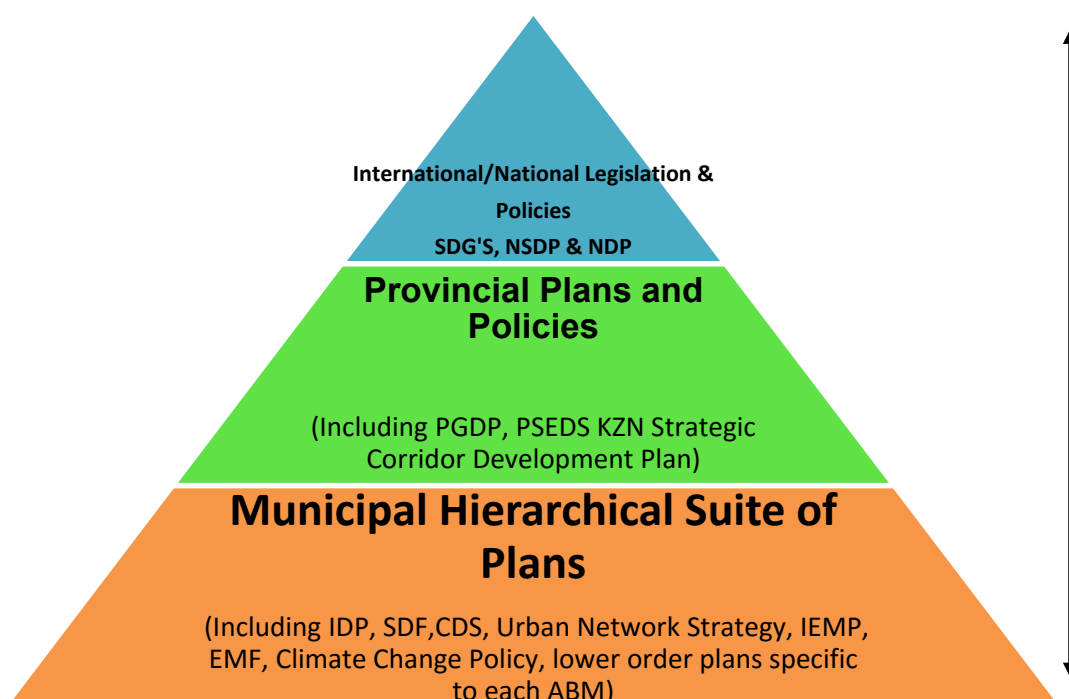 International/National Legislation &
Policies
SDG'S, NSDP & NDP
Provincial Plans and
Policies
(Including PGDP, PSEDS KZN Strategic
Corridor Development Plan)
Municipal Hierarchical Suite of
Plans
(Including IDP, SDF,CDS, Urban Network Strategy, IEMP,
EMF, Climate Change Policy, lower order plans specific
to each ABM)